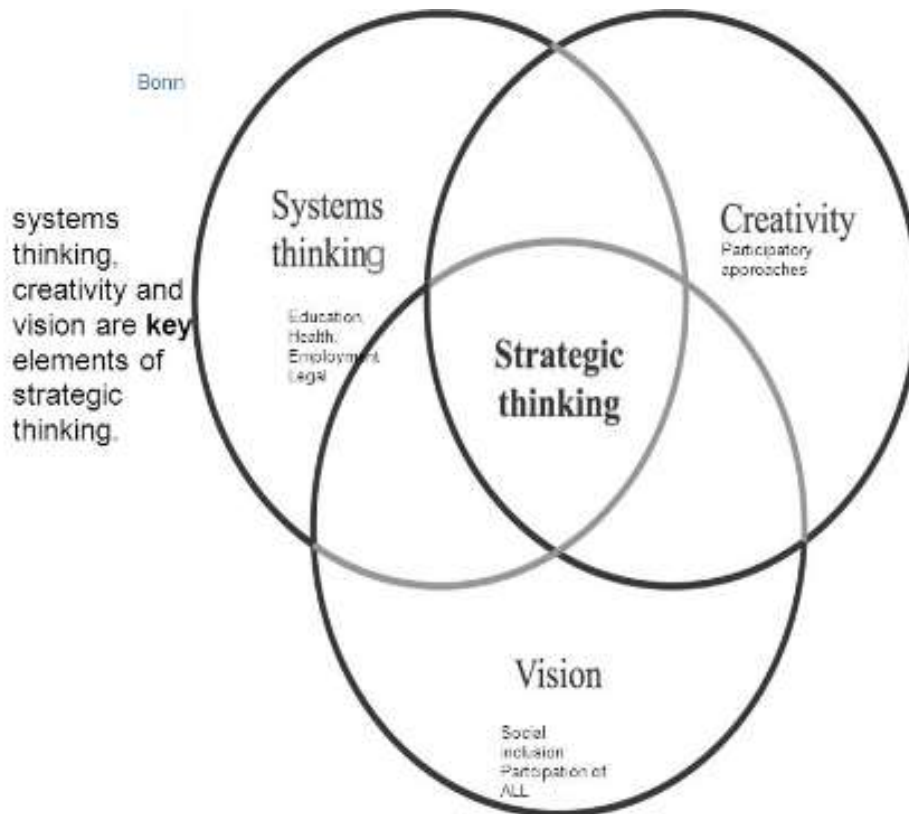 Bonn
systems
thinking,
creativity and
vision are key
elements of
strategic
thinking.
Systems
thinking
Education,
Health,
Employment
Legal
Creativity
Participatory
approaches
Strategic
thinking
Vision
Social
inclusion
Partcipation of
ALL